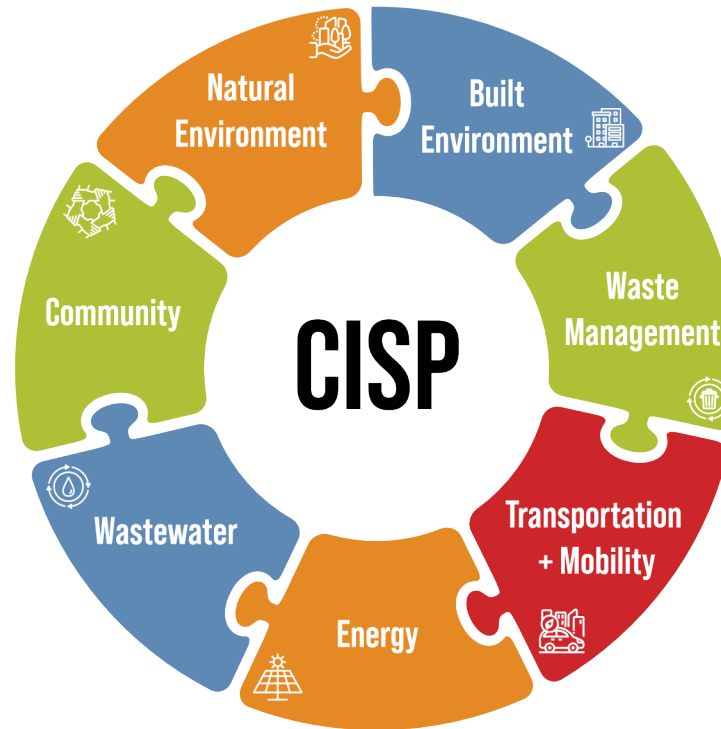 Natural
Environment
Built
Environment
Waste
Management
Community
CISP
Transportation
+ Mobility
Wastewater
Energy